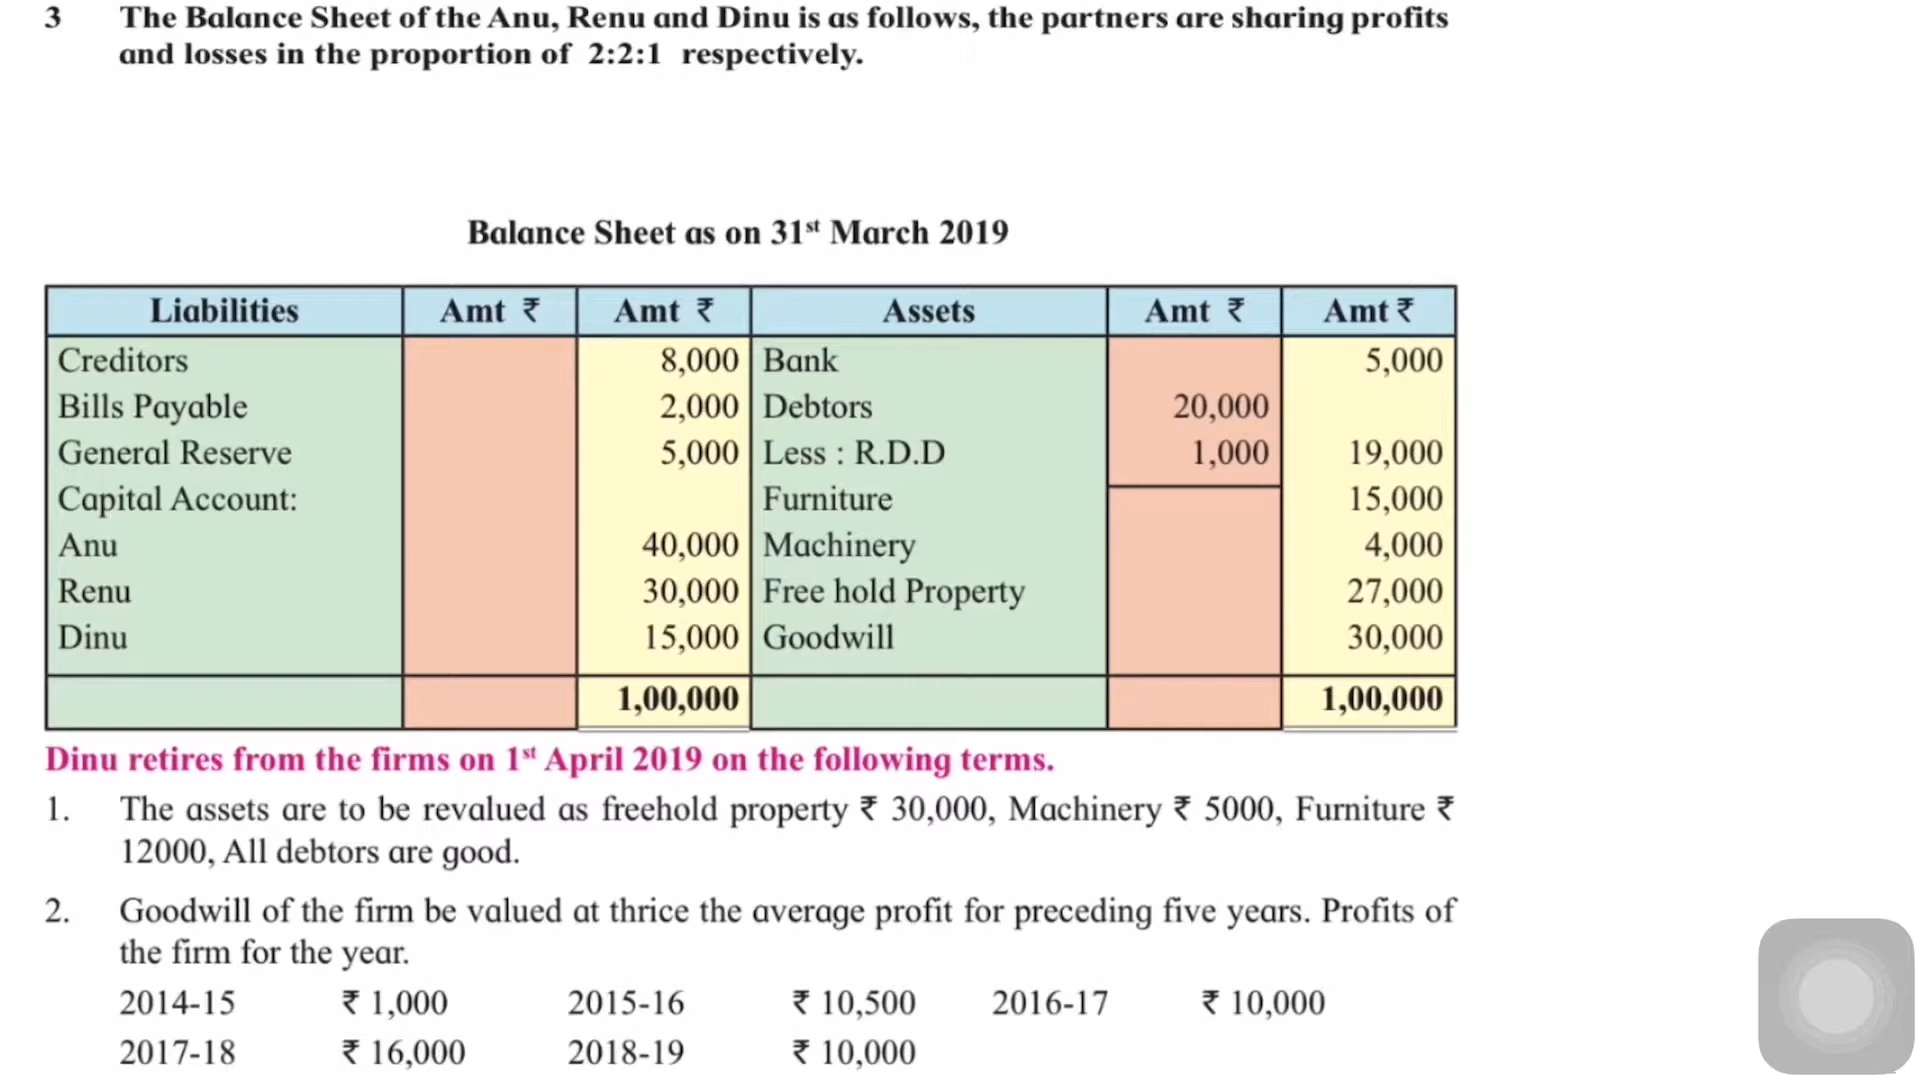 3 The Balance Sheet of the Anu, Renu and Dinu is as follows, the partners are sharing profits
and losses in the proportion of 2:2:1 respectively.
Balance Sheet as on 31st March 2019
Liabilities Amt ₹ Amt ₹ Assets Amt ₹ Amt ₹
Creditors 8,000 Bank 5,000
Bills Payable 2,000 Debtors 20,000
General Reserve 5,000 Less : R.D.D 1,000 19,000
Capital Account: Furniture 15,000
Anu 40,000 Machinery 4,000
Renu 30,000 Free hold Property 27,000
Dinu 15,000 Goodwill 30,000
1,00,000 1,00,000
Dinu retires from the firms on 1st April 2019 on the following terms.
1. The assets are to be revalued as freehold property ₹ 30,000, Machinery ₹ 5000, Furniture ₹
12000, All debtors are good.
2. Goodwill of the firm be valued at thrice the average profit for preceding five years. Profits of
the firm for the year.
2014-15 ₹ 1,000 2015-16 ₹ 10,500 2016-17 ₹ 10,000
2017-18 ₹ 16,000 2018-19 ₹ 10,000